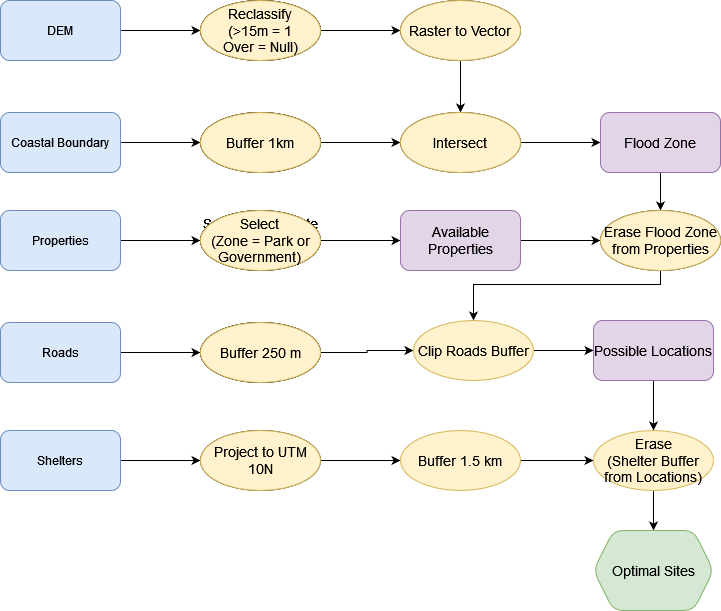 DEM
Reclassify
(>15m = 1
Over = Null)
Raster to Vector
Coastal Boundary
Buffer 1km
Intersect
Flood Zone
Properties
Select
(Zone = Park or
Government)
Available
Properties
Erase Flood Zone
from Properties
Roads
Buffer 250 m
Clip Roads Buffer
Possible Locations
Shelters
Project to UTM
10N
Buffer 1.5 km
Erase
(Shelter Buffer
from Locations)
Optimal Sites